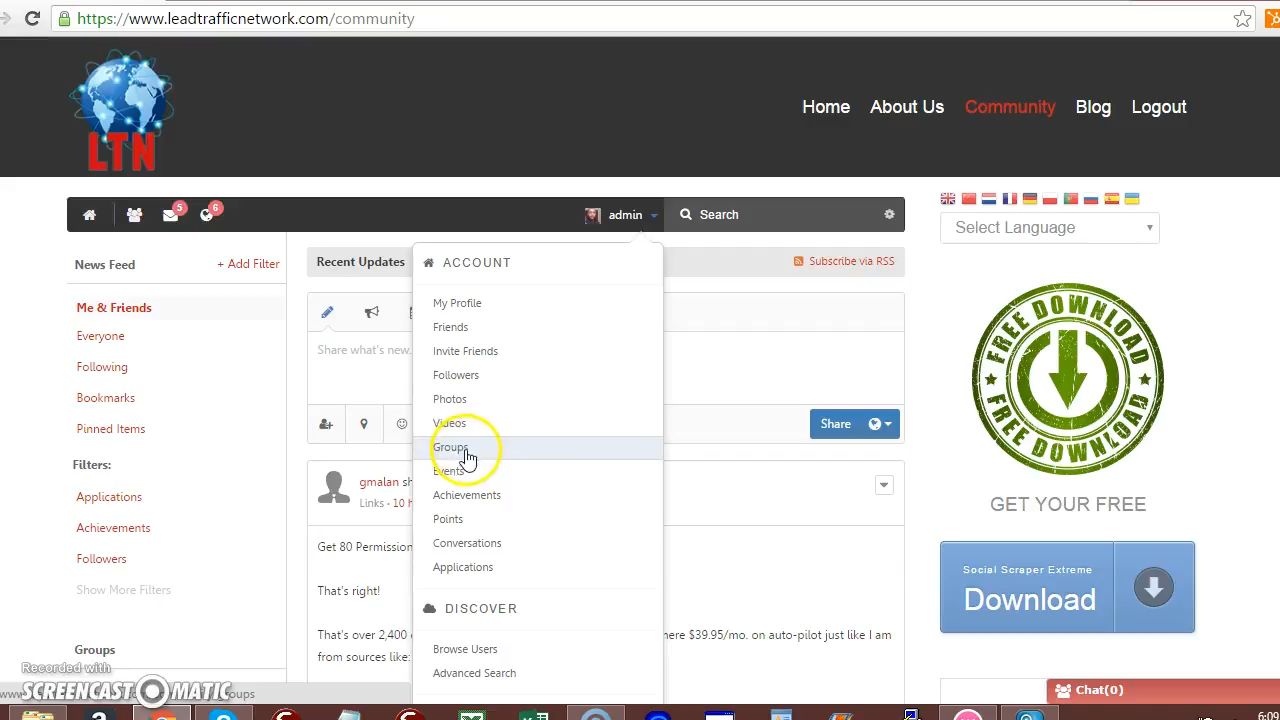 https://www.leadtrafficnetwork.com/community
LTN
Home About Us Community Blog Logout
5
6
admin
Search
Select Language
News Feed
+ Add Filter
Me & Friends
Everyone
Following
Bookmarks
Pinned Items
Filters:
Applications
Achievements
Followers
Show More Filters
Groups
Recent Updates
Subscribe via RSS
Share what's new.
Share
gmalan sh
Links - 10 h
Get 80 Permission
That's right!
That's over 2,400 here $39.95/mo. on auto-pilot just like I am
from sources like:
ACCOUNT
My Profile
Friends
Invite Friends
Followers
Photos
Videos
Groups
Events
Achievements
Points
Conversations
Applications
DISCOVER
Browse Users
Advanced Search
FREE DOWNLOAD
FREE DOWNLOAD
GET YOUR FREE
Social Scraper Extreme
Download
Chat(0)
Recorded with
SCREENCAST-O-MATIC
groups